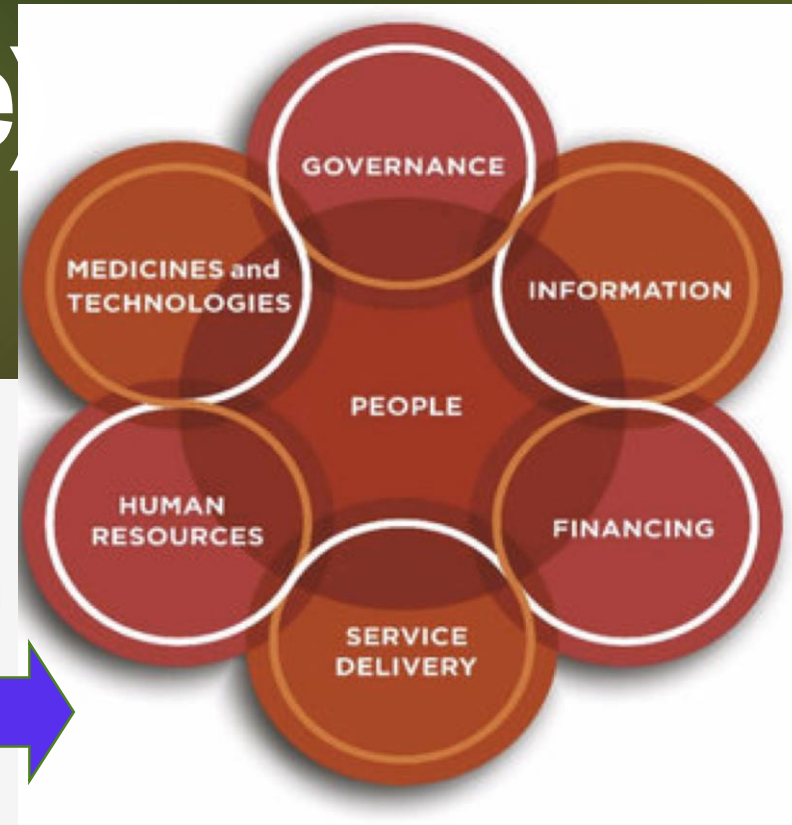 e)
GOVERNANCE
MEDICINES and
TECHNOLOGIES
INFORMATION
PEOPLE
HUMAN
RESOURCES
FINANCING
SERVICE
DELIVERY